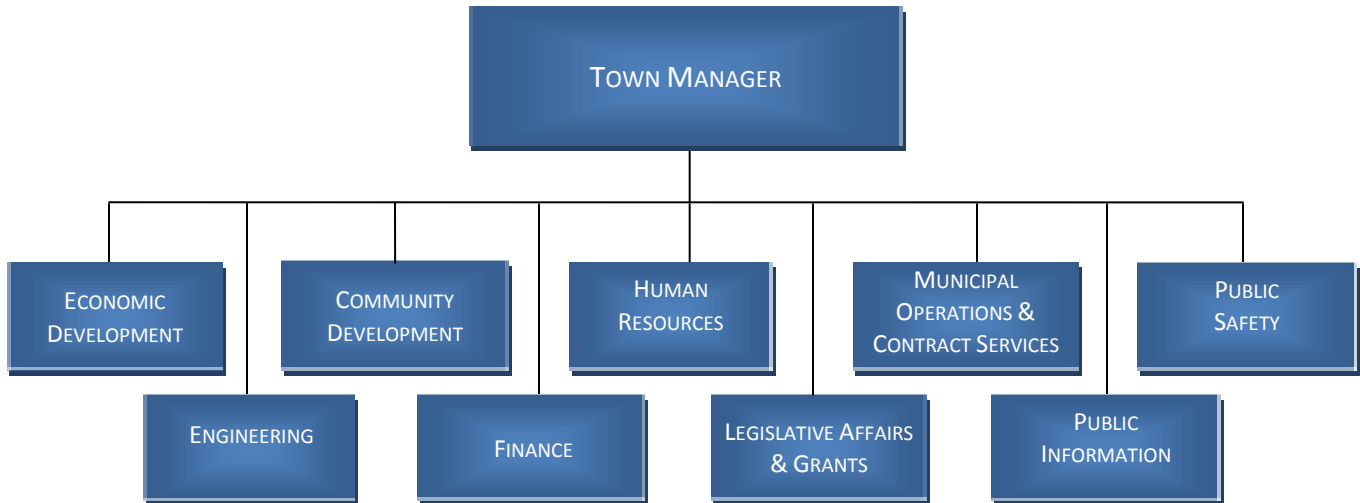 TOWN MANAGER
ECONOMIC
DEVELOPMENT
COMMUNITY
DEVELOPMENT
HUMAN
RESOURCES
MUNICIPAL
OPERATIONS &
CONTRACT SERVICES
PUBLIC
SAFETY
ENGINEERING
FINANCE
LEGISLATIVE AFFAIRS
& GRANTS
PUBLIC
INFORMATION